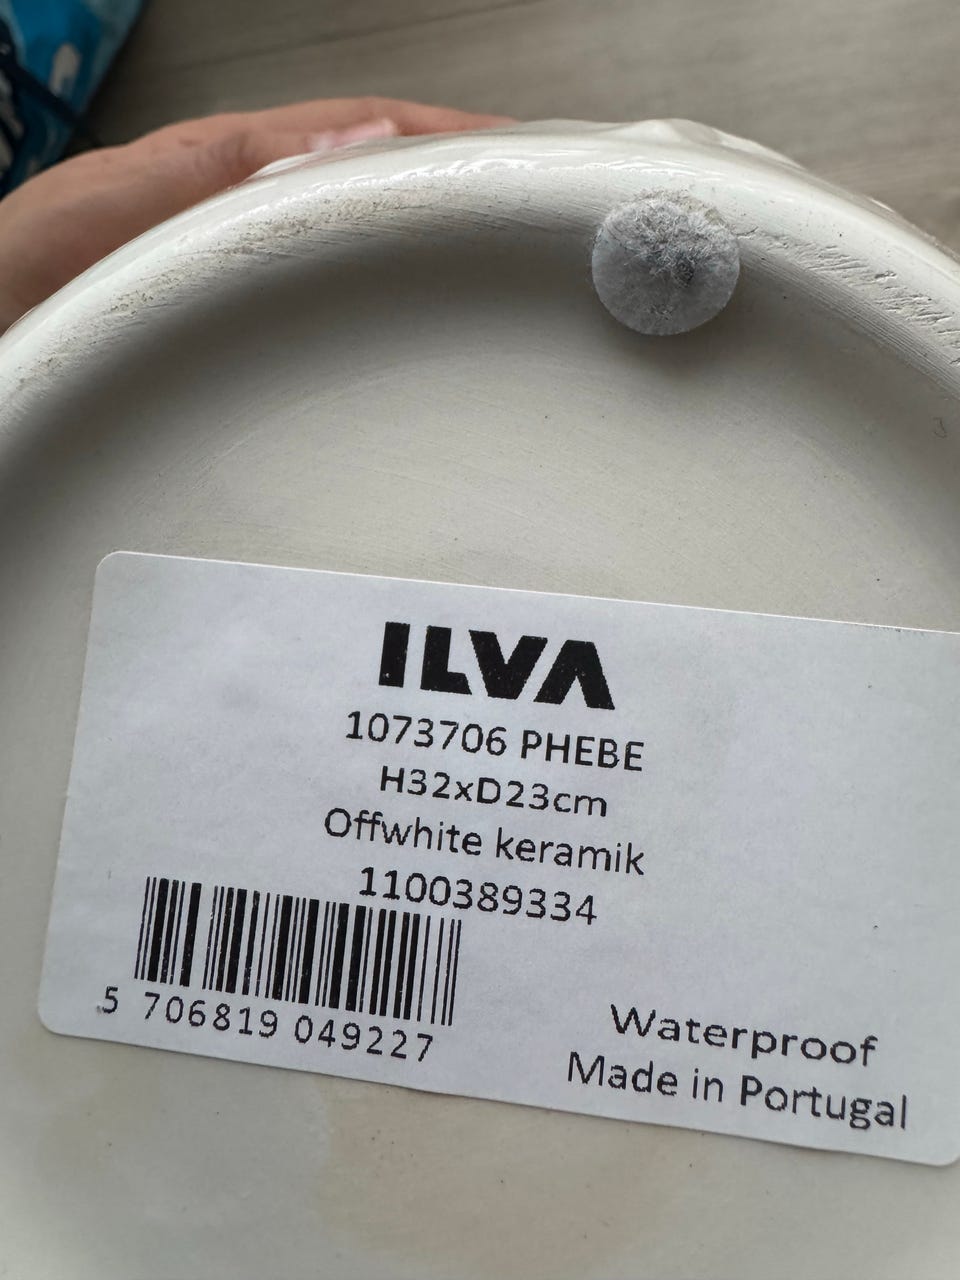 ILVA
1073706 PHEBE
H32xD23cm
Offwhite keramik
1100389334
5 706819 049227
Waterproof
Made in Portugal